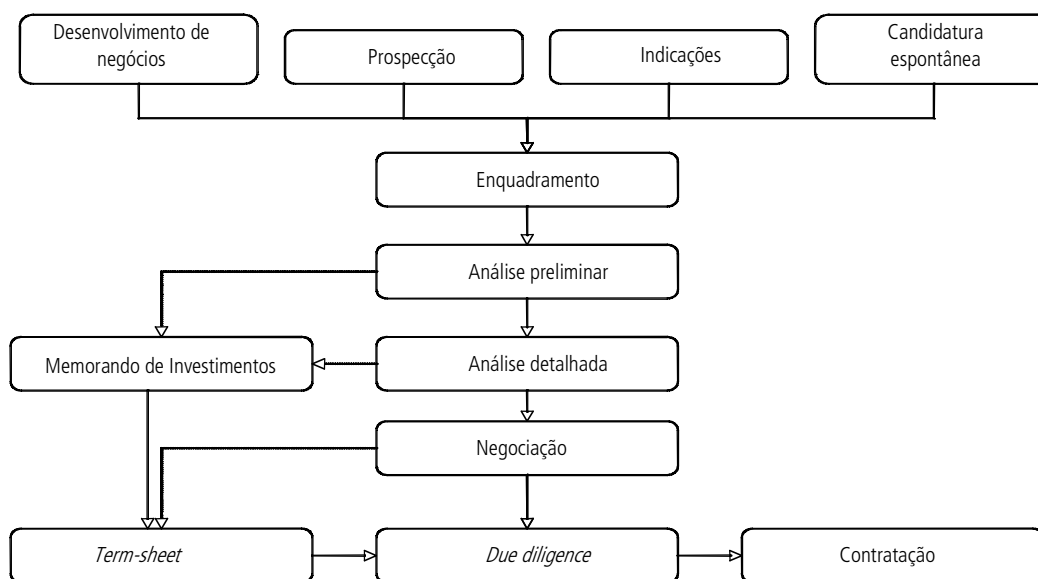 Desenvolvimento de
negócios
Prospecção
Indicações
Candidatura
espontânea
Enquadramento
Análise preliminar
Memorando de Investimentos
Análise detalhada
Negociação
Term-sheet
Due diligence
Contratação